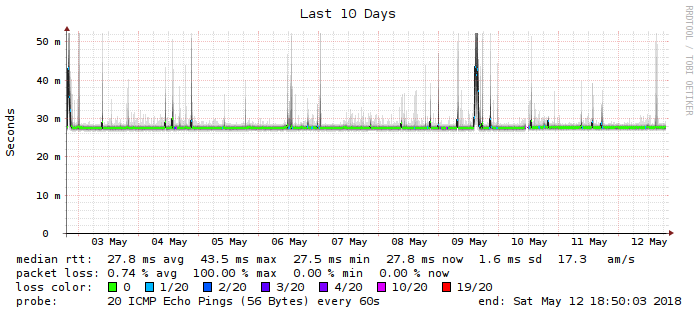 Last 10 Days
RRDTOOL / TOBI OETIKER
Seconds
50 m
40 m
30 m
20 m
10 m
0
03 May 04 May 05 May 06 May 07 May 08 May 09 May 10 May 11 May 12 May
median rtt: 27.8 ms avg 43.5 ms max 27.5 ms min 27.8 ms now 1.6 ms sd 17.3 am/s
packet loss: 0.74 % avg 100.00 % max 0.00 % min 0.00 % now
loss color: 0 1/20 2/20 3/20 4/20 10/20 19/20
probe: 20 ICMP Echo Pings (56 Bytes) every 60s end: Sat May 12 18:50:03 2018